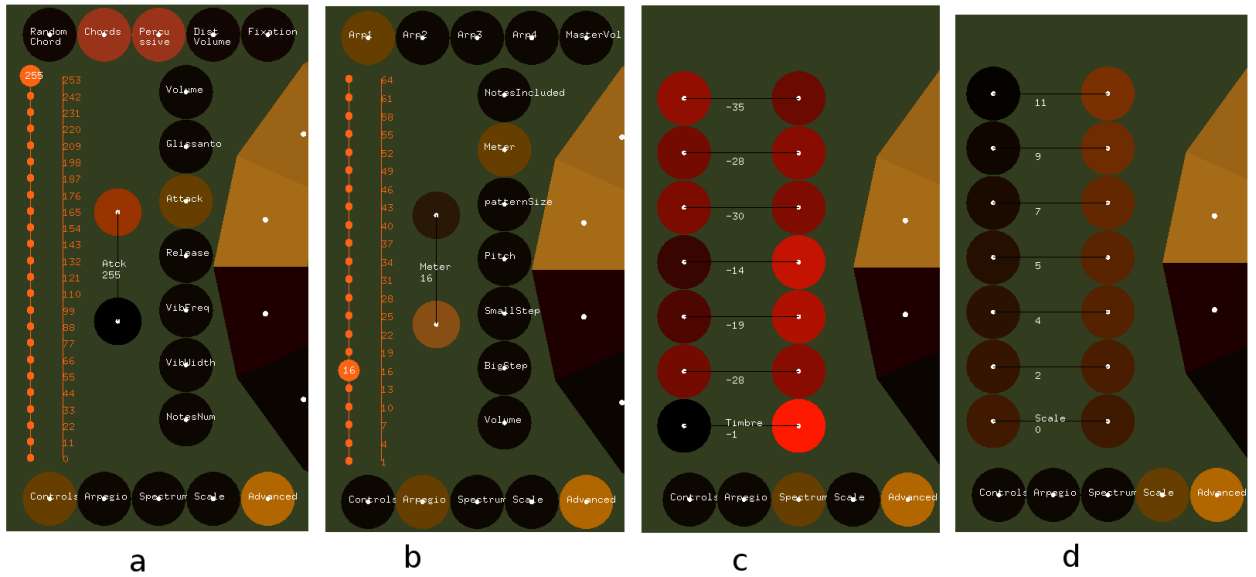 Random
Chord
Chords
Percu
ssive
Dist
Volume
Fixation
255
253
242
231
220
209
198
187
176
165
154
143
132
121
110
99
88
77
66
55
44
33
22
11
0
Atck
255
Volume
Glissanto
Attack
Release
VibFreq
VibWidth
NotesNum
Controls
Arpegio
Spectrum
Scale
Advanced
a
Arp1
Arp2
Arp3
Arp4
MasterVol
64
61
58
55
52
49
46
43
40
37
34
31
28
25
22
19
16
13
10
7
4
1
16
Meter
16
NotesIncluded
Meter
patternSize
Pitch
SmallStep
BigStep
Volume
Controls
Arpegio
Spectrum
Scale
Advanced
b
-35
-28
-30
-14
-19
-28
Timbre
-1
Controls
Arpegio
Spectrum
Scale
Advanced
c
11
9
7
5
4
2
Scale
0
Controls
Arpegio
Spectrum
Scale
Advanced
d